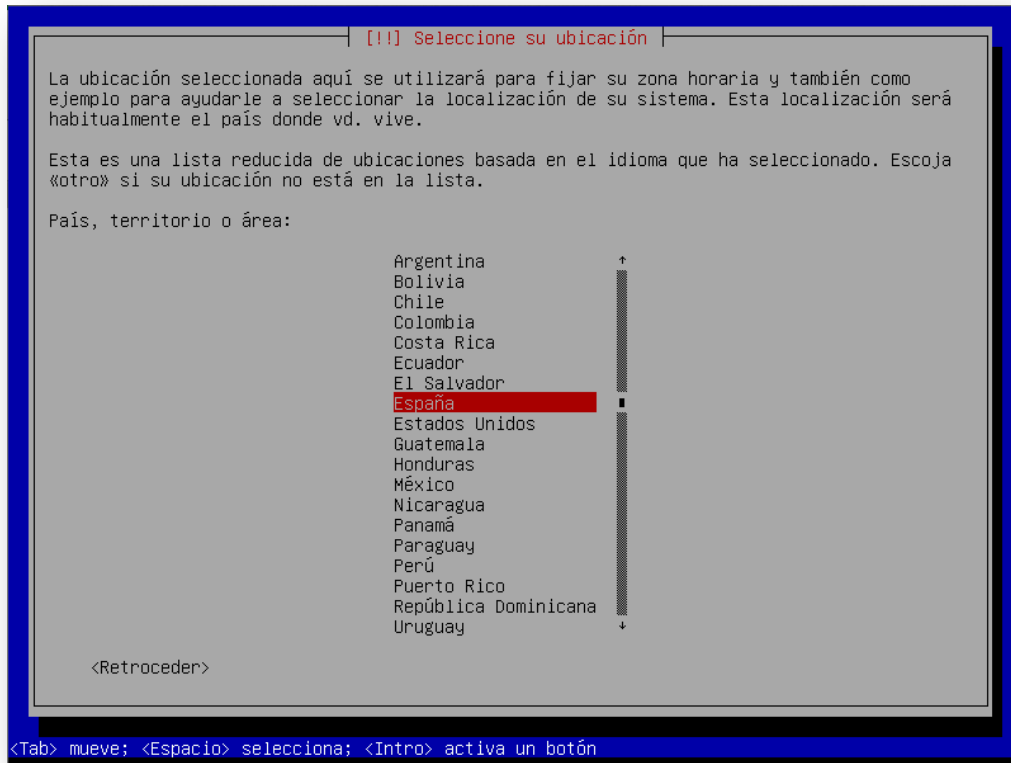 [!!] Seleccione su ubicación
La ubicación seleccionada aquí se utilizará para fijar su zona horaria y también como
ejemplo para ayudarle a seleccionar la localización de su sistema. Esta localización será
habitualmente el país donde vd. vive.
Esta es una lista reducida de ubicaciones basada en el idioma que ha seleccionado. Escoja
«otro» si su ubicación no está en la lista.
País, territorio o área:
Argentina
Bolivia
Chile
Colombia
Costa Rica
Ecuador
El Salvador
España
Estados Unidos
Guatemala
Honduras
México
Nicaragua
Panamá
Paraguay
Perú
Puerto Rico
República Dominicana
Uruguay
<Retroceder>
<Tab> mueve; <Espacio> selecciona; <Intro> activa un botón